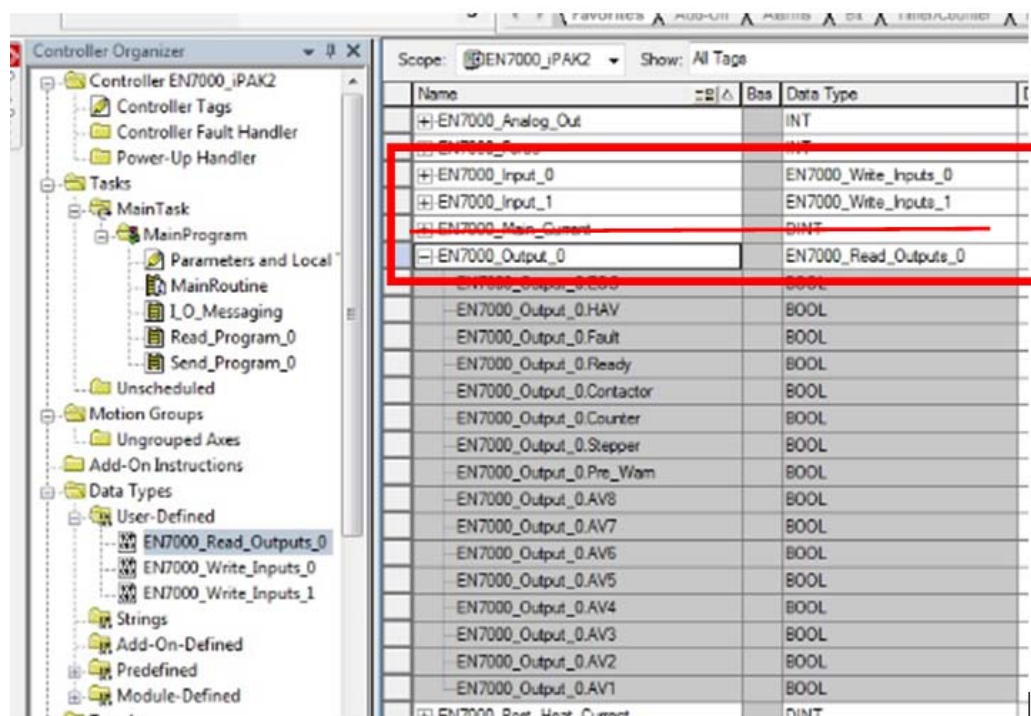 Favorites Add-On Alarms Bit Timer/Counter
Controller Organizer
Controller EN7000_iPAK2
Controller Tags
Controller Fault Handler
Power-Up Handler
Tasks
MainTask
MainProgram
Parameters and Local
MainRoutine
I_O_Messaging
Read_Program_0
Send_Program_0
Unscheduled
Motion Groups
Ungrouped Axes
Add-On Instructions
Data Types
User-Defined
EN7000_Read_Outputs_0
EN7000_Write_Inputs_0
EN7000_Write_Inputs_1
Strings
Add-On-Defined
Predefined
Module-Defined
Scope: EN7000_iPAK2 Show: All Tags
Name Bas Data Type
EN7000_Analog_Out INT
INT
EN7000_Input_0 EN7000_Write_Inputs_0
EN7000_Input_1 EN7000_Write_Inputs_1
EN7000_Main_Current DINT
EN7000_Output_0 EN7000_Read_Outputs_0
BOOL
EN7000_Output_0.HAV BOOL
EN7000_Output_0.Fault BOOL
EN7000_Output_0.Ready BOOL
EN7000_Output_0.Contactor BOOL
EN7000_Output_0.Counter BOOL
EN7000_Output_0.Stepper BOOL
EN7000_Output_0.Pre_Warn BOOL
EN7000_Output_0.AV8 BOOL
EN7000_Output_0.AV7 BOOL
EN7000_Output_0.AV6 BOOL
EN7000_Output_0.AV5 BOOL
EN7000_Output_0.AV4 BOOL
EN7000_Output_0.AV3 BOOL
EN7000_Output_0.AV2 BOOL
EN7000_Output_0.AV1 BOOL
EN7000_Post_Heat_Current DINT